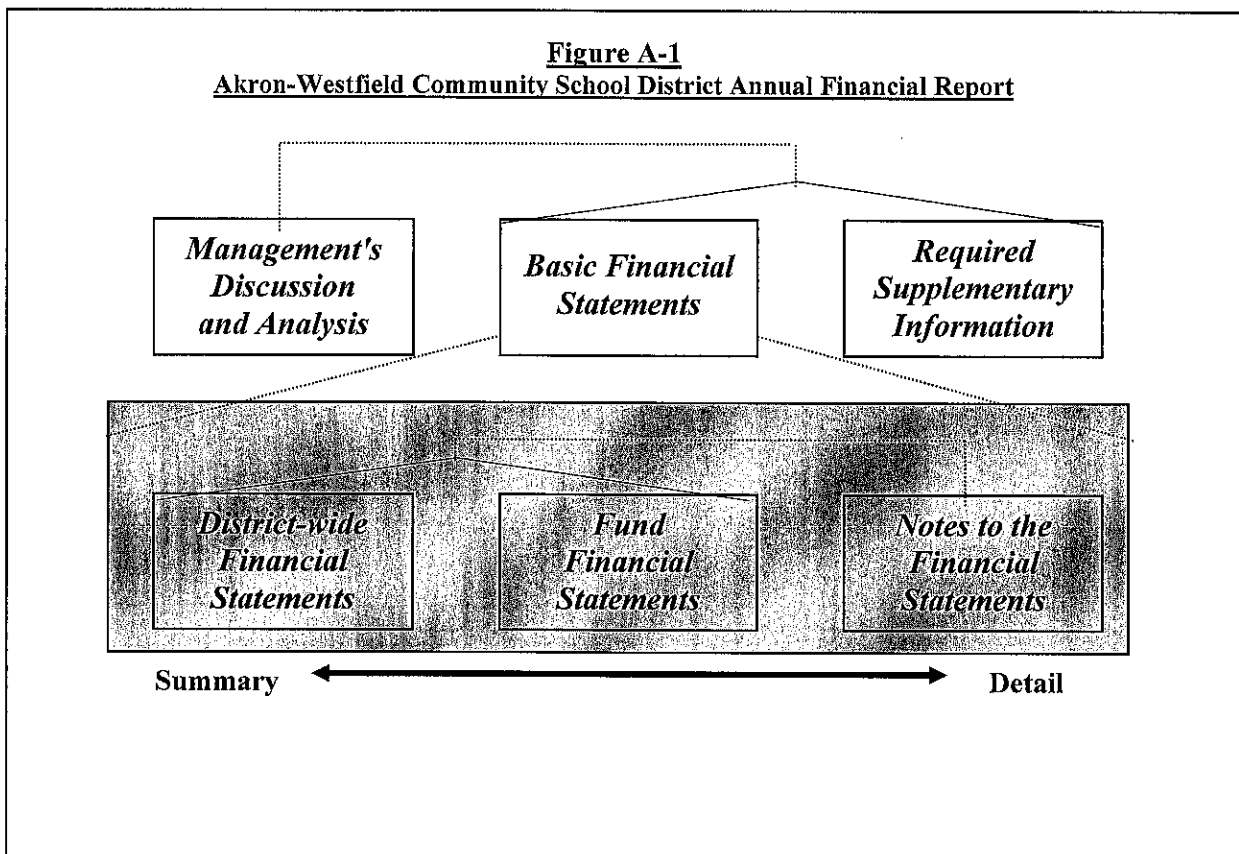 Figure A-1
Akron-Westfield Community School District Annual Financial Report
Management's
Discussion
and Analysis
Basic Financial
Statements
Required
Supplementary
Information
District-wide
Financial
Statements
Fund
Financial
Statements
Notes to the
Financial
Statements
Summary
Detail